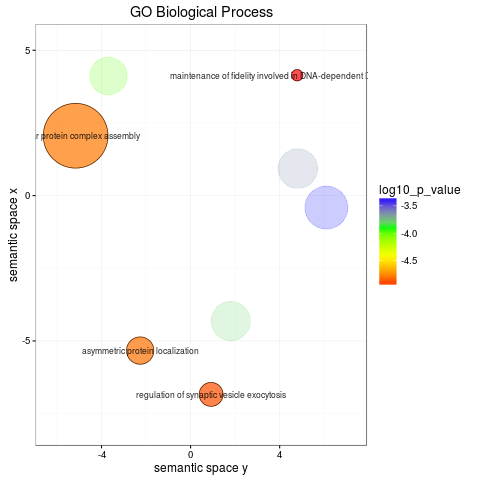 GO Biological Process
maintenance of fidelity involved in DNA-dependent
r protein complex assembly
asymmetric protein localization
regulation of synaptic vesicle exocytosis
5
0
-5
-4
0
4
semantic space x
semantic space y
log10_p_value
-3.5
-4.0
-4.5